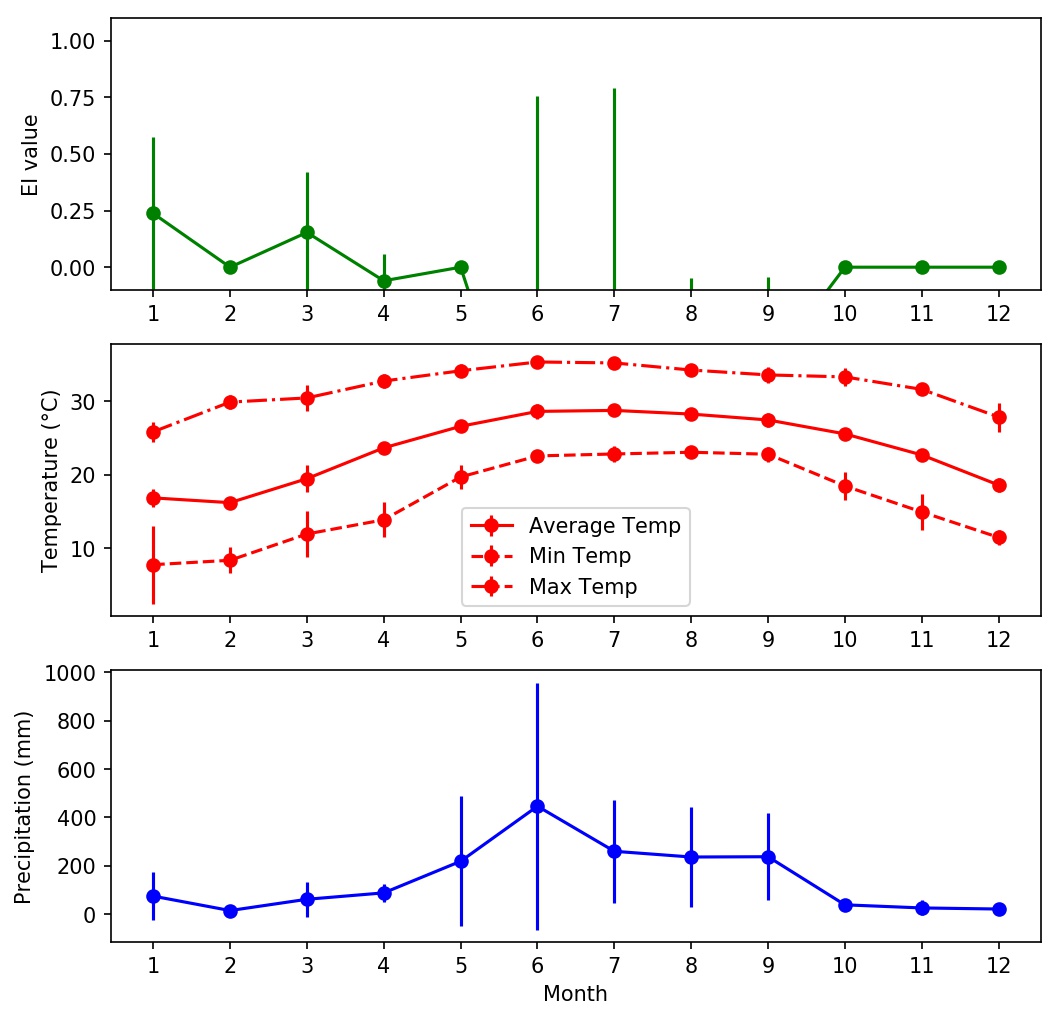 1.00
0.75
0.50
0.25
0.00
EI value
1 2 3 4 5 6 7 8 9 10 11 12
30
20
10
Temperature (°C)
Average Temp
Min Temp
Max Temp
1 2 3 4 5 6 7 8 9 10 11 12
1000
800
600
400
200
0
Precipitation (mm)
1 2 3 4 5 6 7 8 9 10 11 12
Month